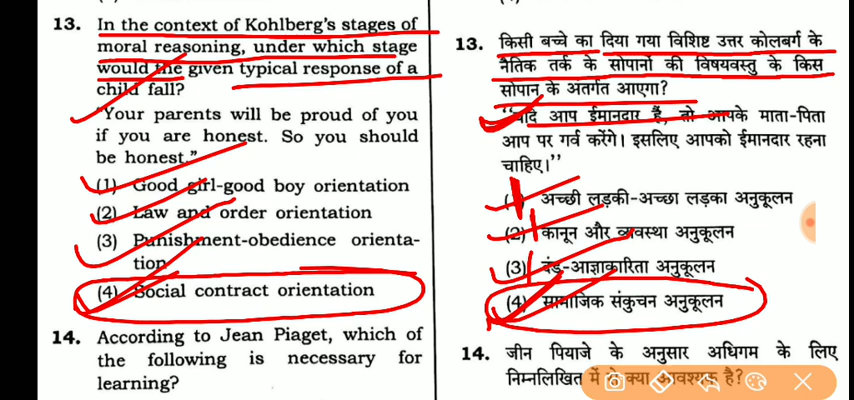 13. In the context of Kohlberg's stages of
moral reasoning, under which stage
would the given typical response of a
child fall?
"Your parents will be proud of you
if you are honest. So you should
be honest."
(1) Good girl-good boy orientation
(2) Law and order orientation
(3) Punishment-obedience orienta-
tion
(4) Social contract orientation
14. According to Jean Piaget, which of
the following is necessary for
learning?
13. किसी बच्चे का दिया गया विशिष्ट उत्तर कोलबर्ग के
नैतिक तर्क के सोपानों की विषयवस्तु के किस
सोपान के अंतर्गत आएगा?
"यदि आप ईमानदार हैं, तो आपके माता-पिता
आप पर गर्व करेंगे। इसलिए आपको ईमानदार रहना
चाहिए।''
(1) अच्छी लड़की-अच्छा लड़का अनुकूलन
(2) कानून और व्यवस्था अनुकूलन
(3) दंड-आज्ञाकारिता अनुकूलन
(4) सामाजिक संकुचन अनुकूलन
14. जीन पियाजे के अनुसार अधिगम के लिए
निम्नलिखित में से क्या आवश्यक है?